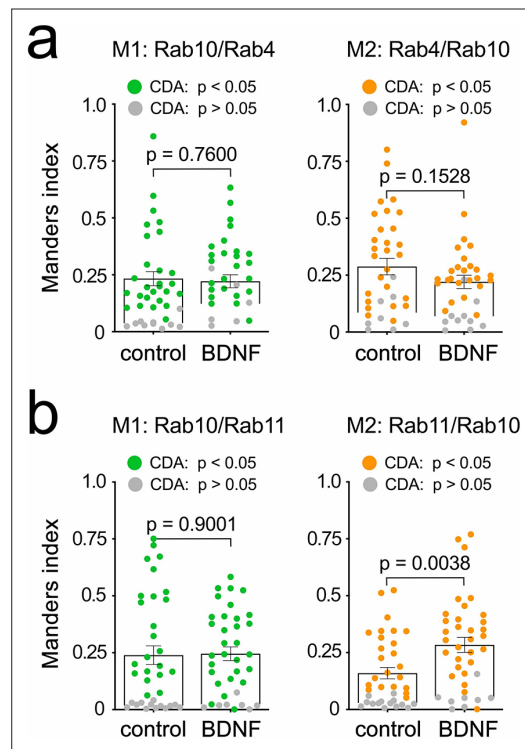 a
M1: Rab10/Rab4
M2: Rab4/Rab10
CDA: p < 0.05
CDA: p > 0.05
CDA: p < 0.05
CDA: p > 0.05
Manders index
1.0
0.75
0.5
0.25
0
p = 0.7600
control
BDNF
1.0
0.75
0.5
0.25
0
p = 0.1528
control
BDNF
b
M1: Rab10/Rab11
M2: Rab11/Rab10
CDA: p < 0.05
CDA: p > 0.05
CDA: p < 0.05
CDA: p > 0.05
Manders index
1.0
0.75
0.5
0.25
0
p = 0.9001
control
BDNF
1.0
0.75
0.5
0.25
0
p = 0.0038
control
BDNF